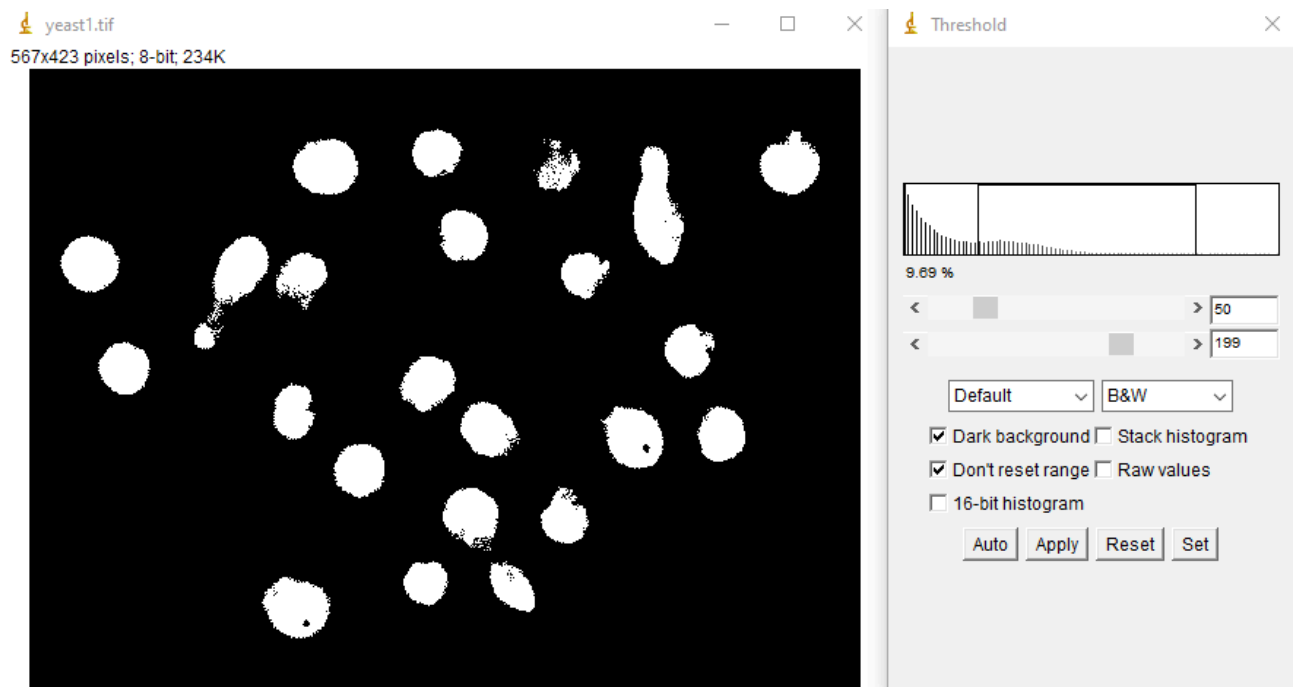 yeast1.tif
567x423 pixels; 8-bit; 234K
Threshold
9.69 %
50
199
Default
B&W
Dark background
Stack histogram
Don't reset range
Raw values
16-bit histogram
Auto
Apply
Reset
Set